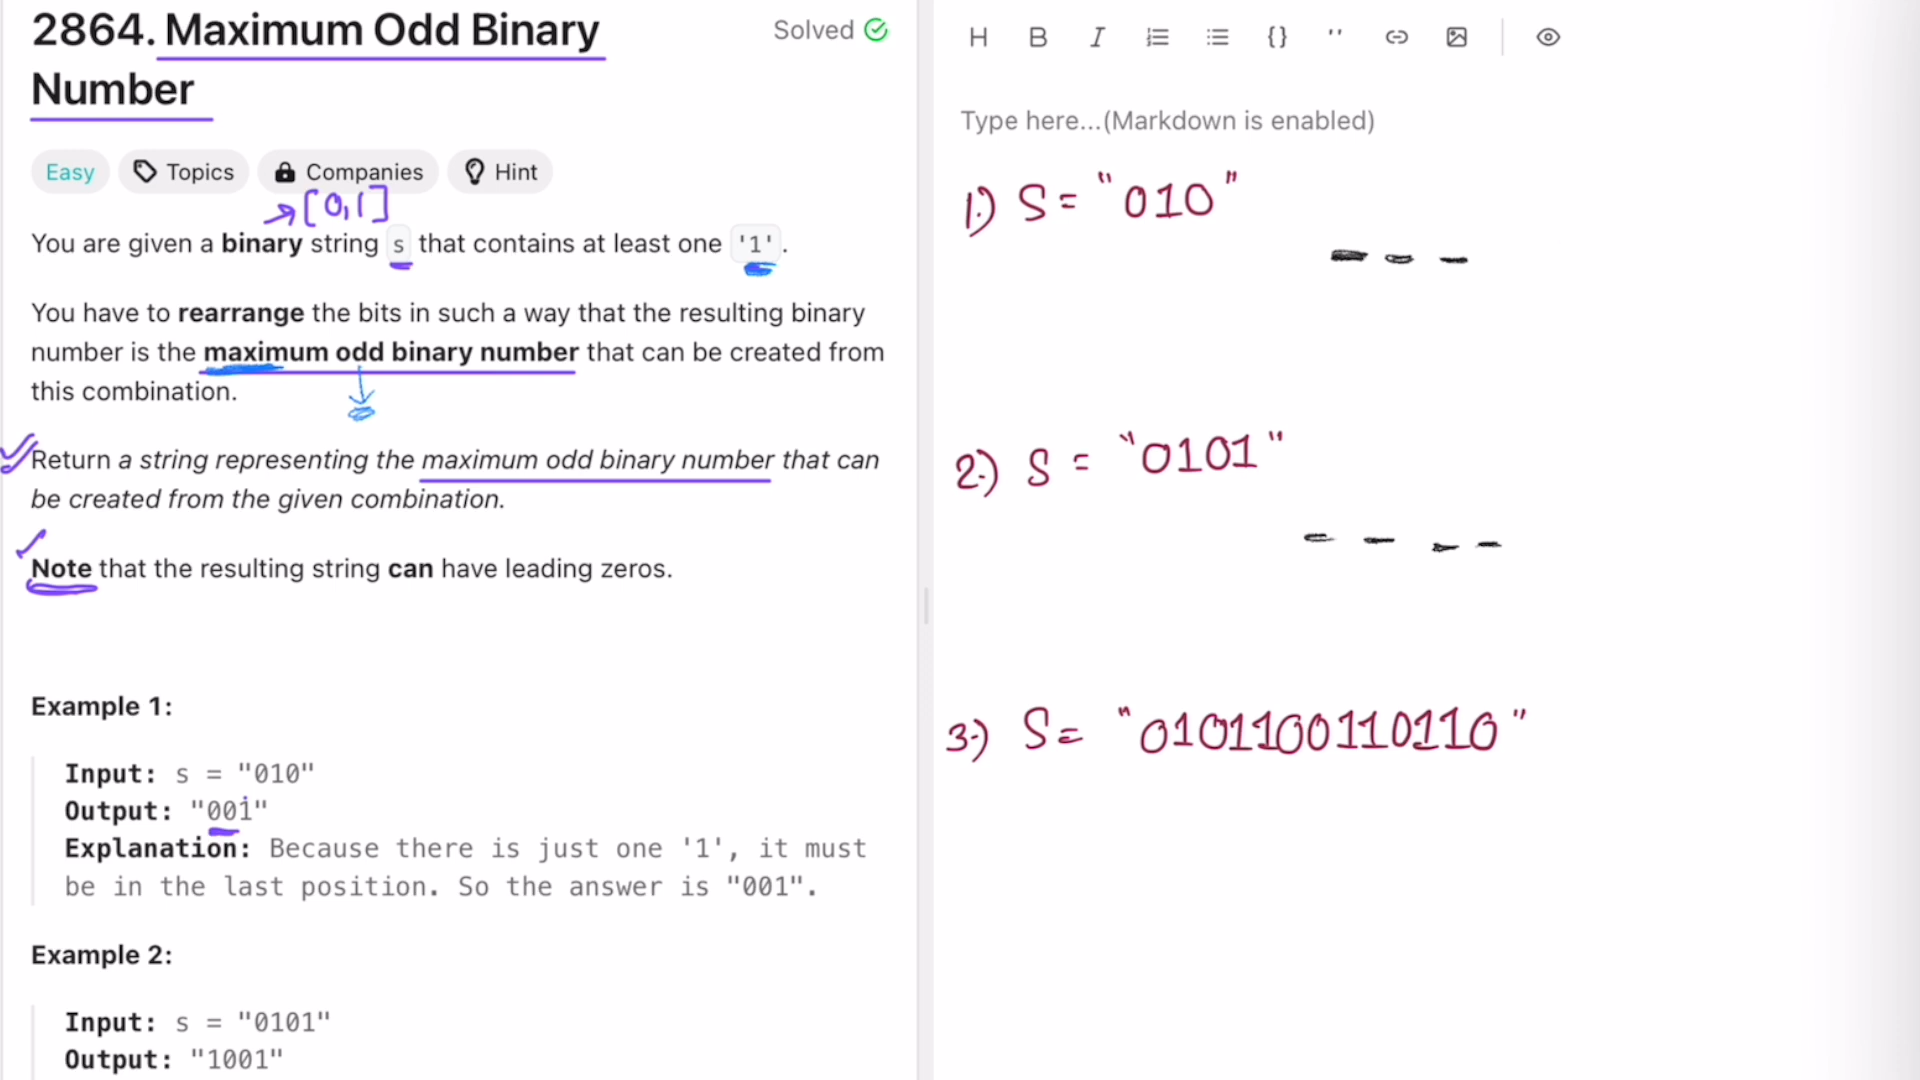 2864. Maximum Odd Binary
Number
Solved
Easy
Topics
Companies
Hint
[0,1]
You are given a binary string s that contains at least one '1'.
You have to rearrange the bits in such a way that the resulting binary
number is the maximum odd binary number that can be created from
this combination.
Return a string representing the maximum odd binary number that can
be created from the given combination.
Note that the resulting string can have leading zeros.
Example 1:
Input: s = "010"
Output: "001"
Explanation: Because there is just one '1', it must
be in the last position. So the answer is "001".
Example 2:
Input: s = "0101"
Output: "1001"
H B I {} ''
Type here...(Markdown is enabled)
1.) S = "010"
2.) S = "0101"
3.) S = "0101100110110"